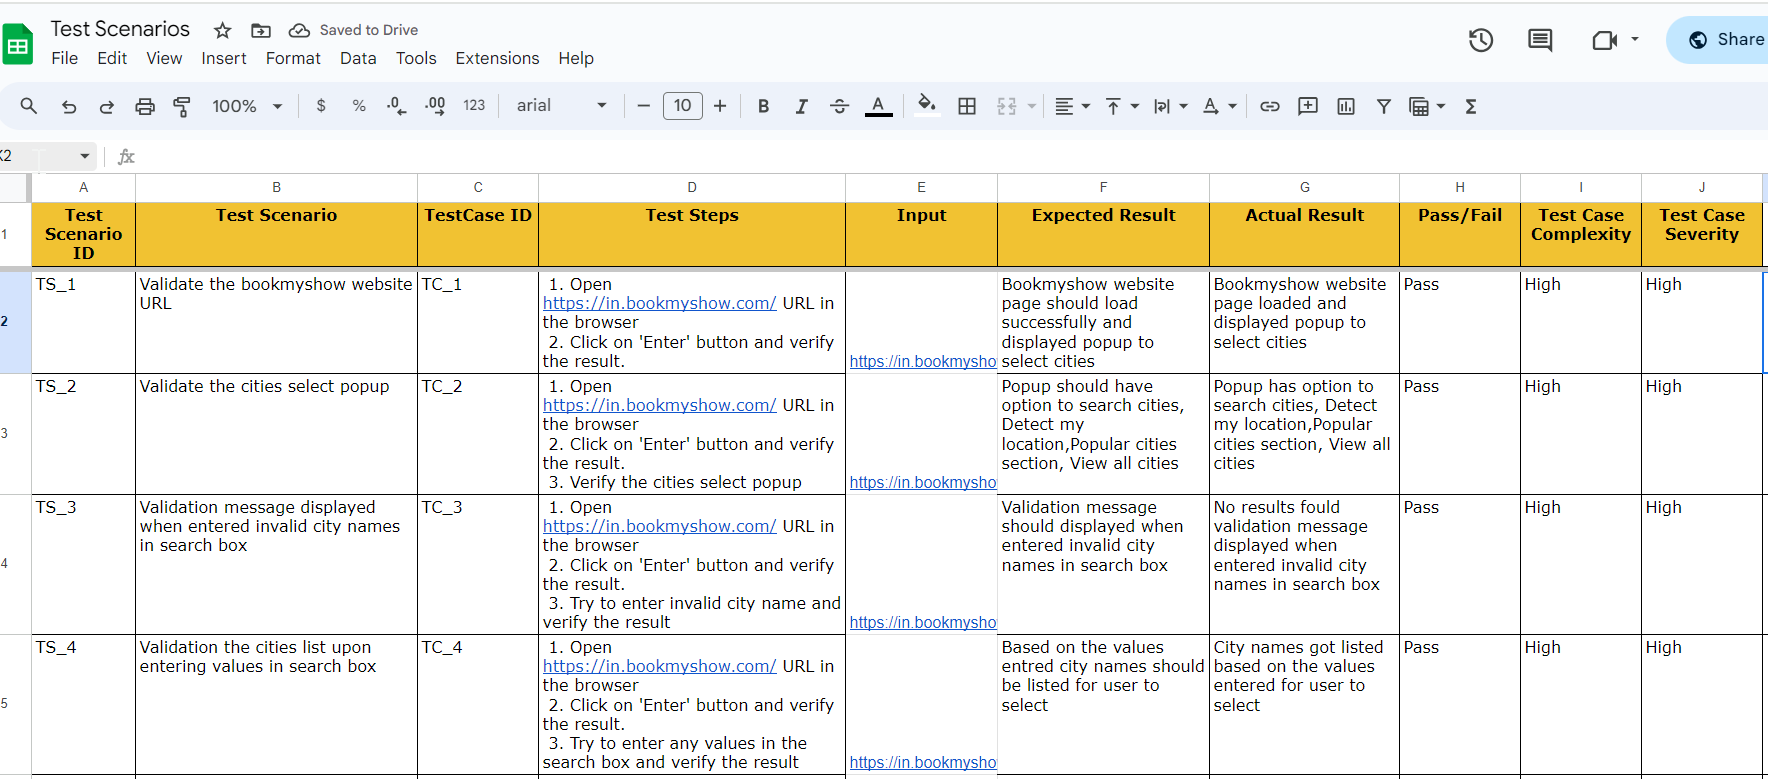 Test Scenarios
Saved to Drive
File Edit View Insert Format Data Tools Extensions Help
Share
100% $ % .0 .00 123 arial 10 B I S A Σ
K2
fx
A B C D E F G H I J
1
Test
Scenario
ID
Test Scenario
TestCase ID
Test Steps
Input
Expected Result
Actual Result
Pass/Fail
Test Case
Complexity
Test Case
Severity
2
TS_1
Validate the bookmyshow website
URL
TC_1
1. Open
https://in.bookmyshow.com/ URL in
the browser
2. Click on 'Enter' button and verify
the result.
https://in.bookmysho
Bookmyshow website
page should load
successfully and
displayed popup to
select cities
Bookmyshow website
page loaded and
displayed popup to
select cities
Pass
High
High
3
TS_2
Validate the cities select popup
TC_2
1. Open
https://in.bookmyshow.com/ URL in
the browser
2. Click on 'Enter' button and verify
the result.
3. Verify the cities select popup
https://in.bookmysho
Popup should have
option to search cities,
Detect my
location,Popular cities
section, View all cities
Popup has option to
search cities, Detect
my location,Popular
cities section, View all
cities
Pass
High
High
4
TS_3
Validation message displayed
when entered invalid city names
in search box
TC_3
1. Open
https://in.bookmyshow.com/ URL in
the browser
2. Click on 'Enter' button and verify
the result.
3. Try to enter invalid city name and
verify the result
https://in.bookmysho
Validation message
should displayed when
entered invalid city
names in search box
No results fould
validation message
displayed when
entered invalid city
names in search box
Pass
High
High
5
TS_4
Validation the cities list upon
entering values in search box
TC_4
1. Open
https://in.bookmyshow.com/ URL in
the browser
2. Click on 'Enter' button and verify
the result.
3. Try to enter any values in the
search box and verify the result
https://in.bookmysho
Based on the values
entred city names should
be listed for user to
select
City names got listed
based on the values
entered for user to
select
Pass
High
High